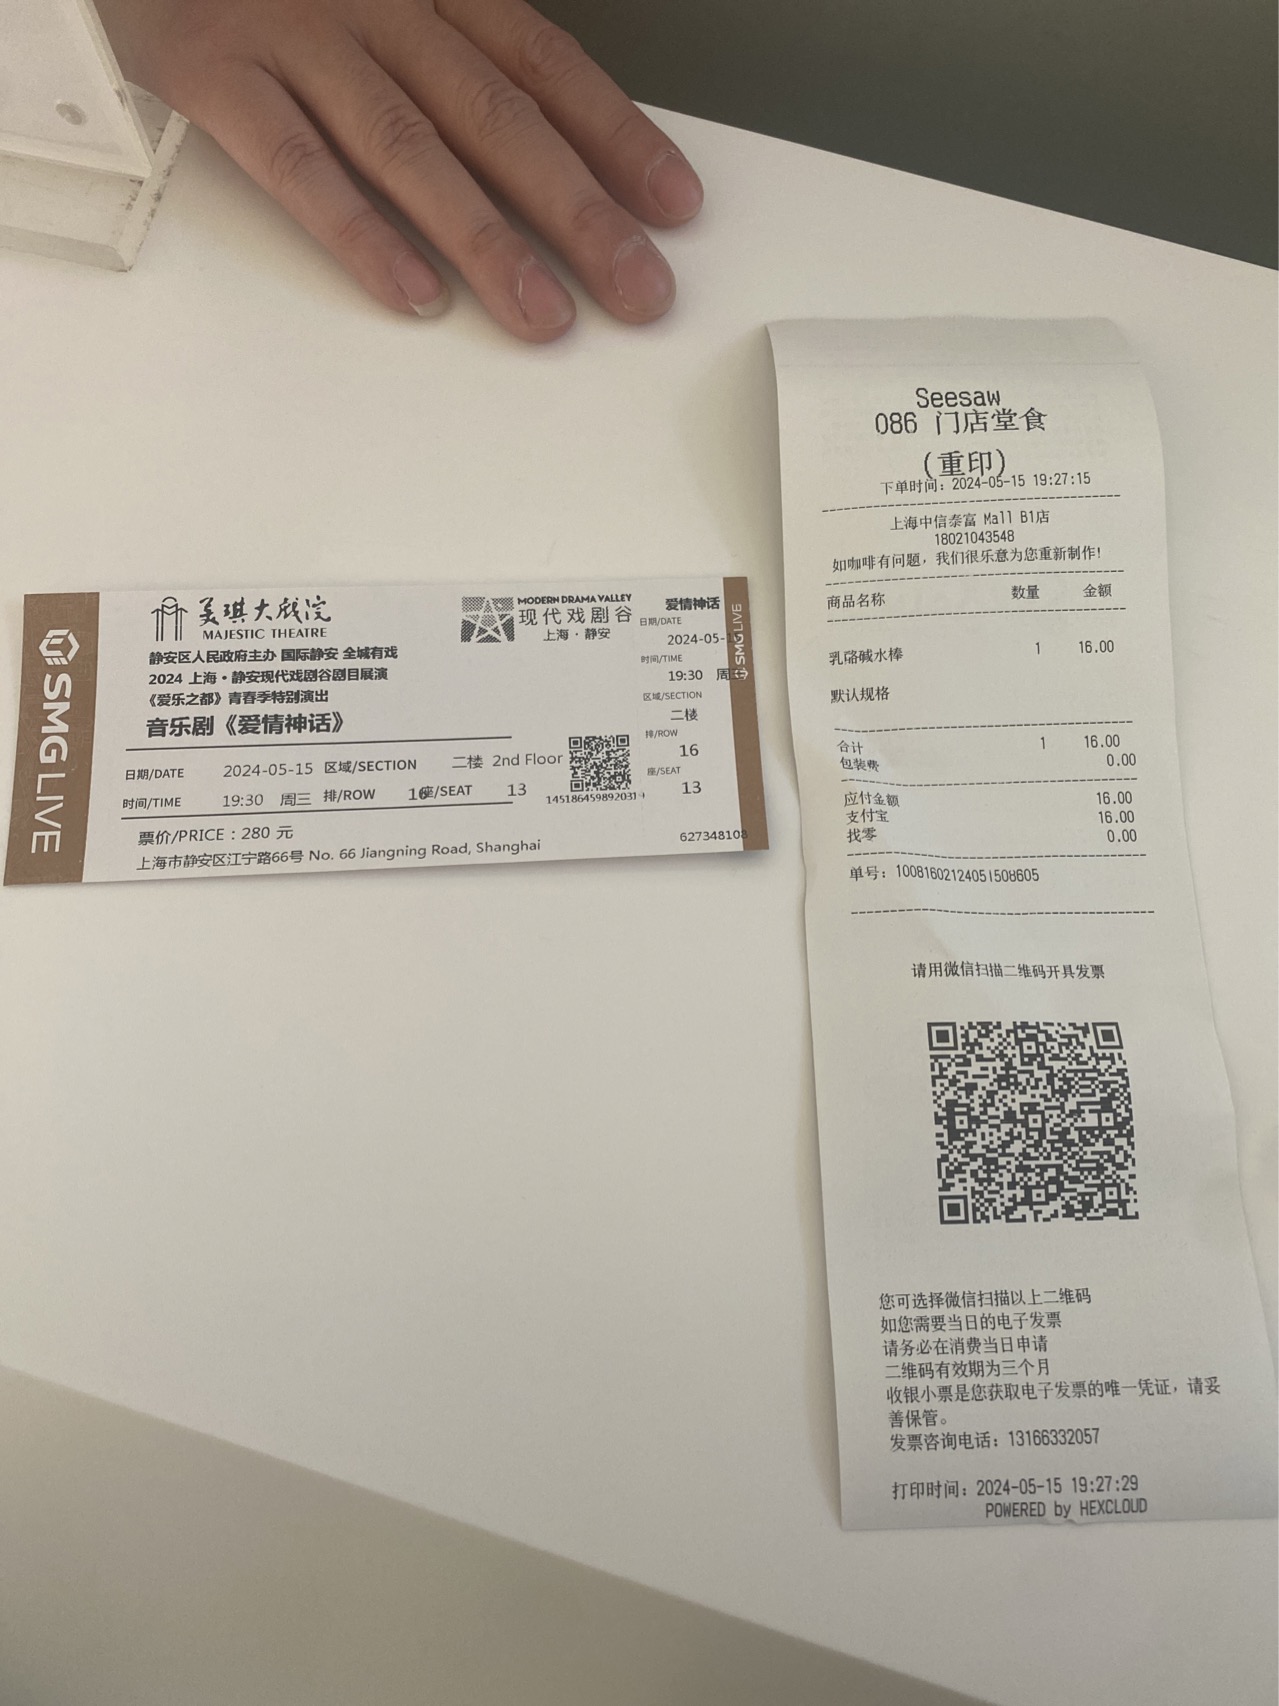 SMG LIVE
美琪大戏院
MAJESTIC THEATRE
MODERN DRAMA VALLEY
现代戏剧谷
上海·静安
静安区人民政府主办 国际静安 全城有戏
2024 上海·静安现代戏剧谷剧目展演
《爱乐之都》青春季特别演出
音乐剧《爱情神话》
日期/DATE 2024-05-15 区域/SECTION 二楼 2nd Floor
时间/TIME 19:30 周三 排/ROW 16 座/SEAT 13
票价/PRICE：280 元
上海市静安区江宁路66号 No. 66 Jiangning Road, Shanghai
爱情神话
日期/DATE
2024-05-15
时间/TIME
19:30 周三
区域/SECTION
二楼
排/ROW
16
座/SEAT
13
627348108
SMG LIVE
Seesaw
086 门店堂食
(重印)
下单时间：2024-05-15 19:27:15
上海中信泰富 Mall B1店
18021043548
如咖啡有问题，我们很乐意为您重新制作！
商品名称 数量 金额
乳酪碱水棒 1 16.00
默认规格
合计 1 16.00
包装费 0.00
应付金额 16.00
支付宝 16.00
找零 0.00
单号：10081602124051508605
请用微信扫描二维码开具发票
您可选择微信扫描以上二维码
如您需要当日的电子发票
请务必在消费当日申请
二维码有效期为三个月
收银小票是您获取电子发票的唯一凭证，请妥
善保管。
发票咨询电话：13166332057
打印时间：2024-05-15 19:27:29
POWERED by HEXCLOUD